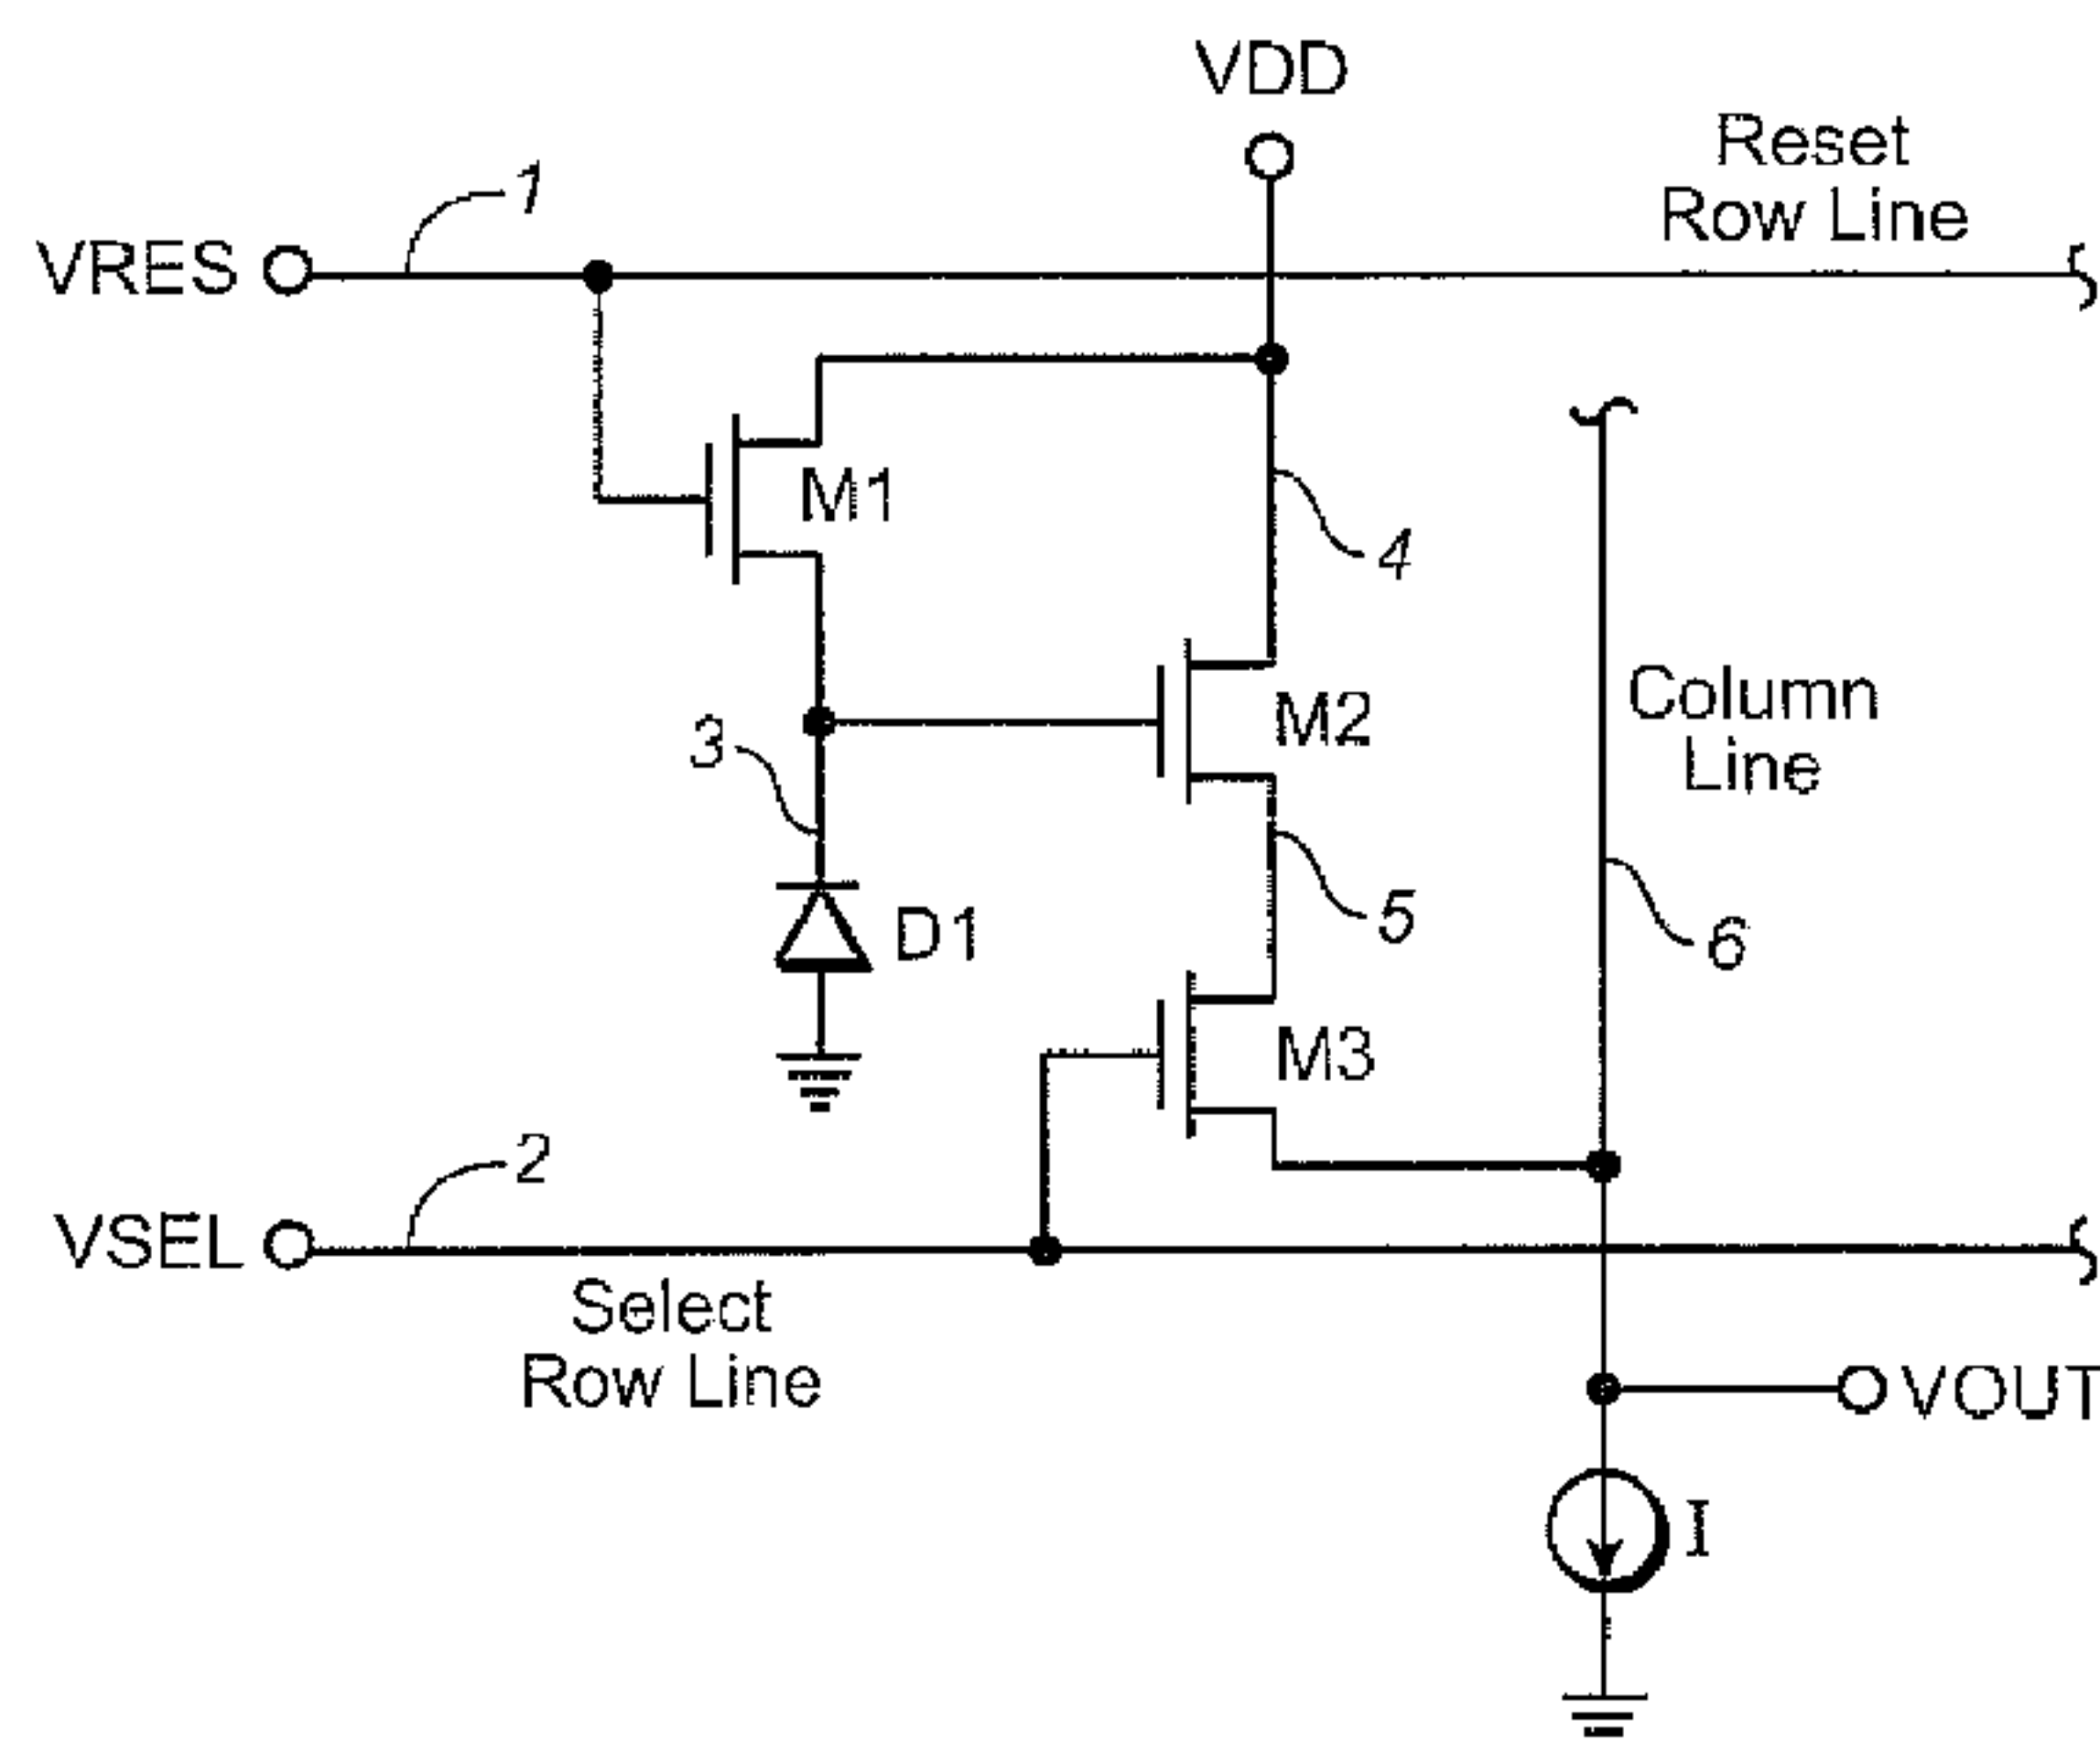 VDD
Reset
Row Line
1
VRES
M1
4
Column
Line
M2
3
5
D1
6
M3
2
VSEL
Select
Row Line
VOUT
I